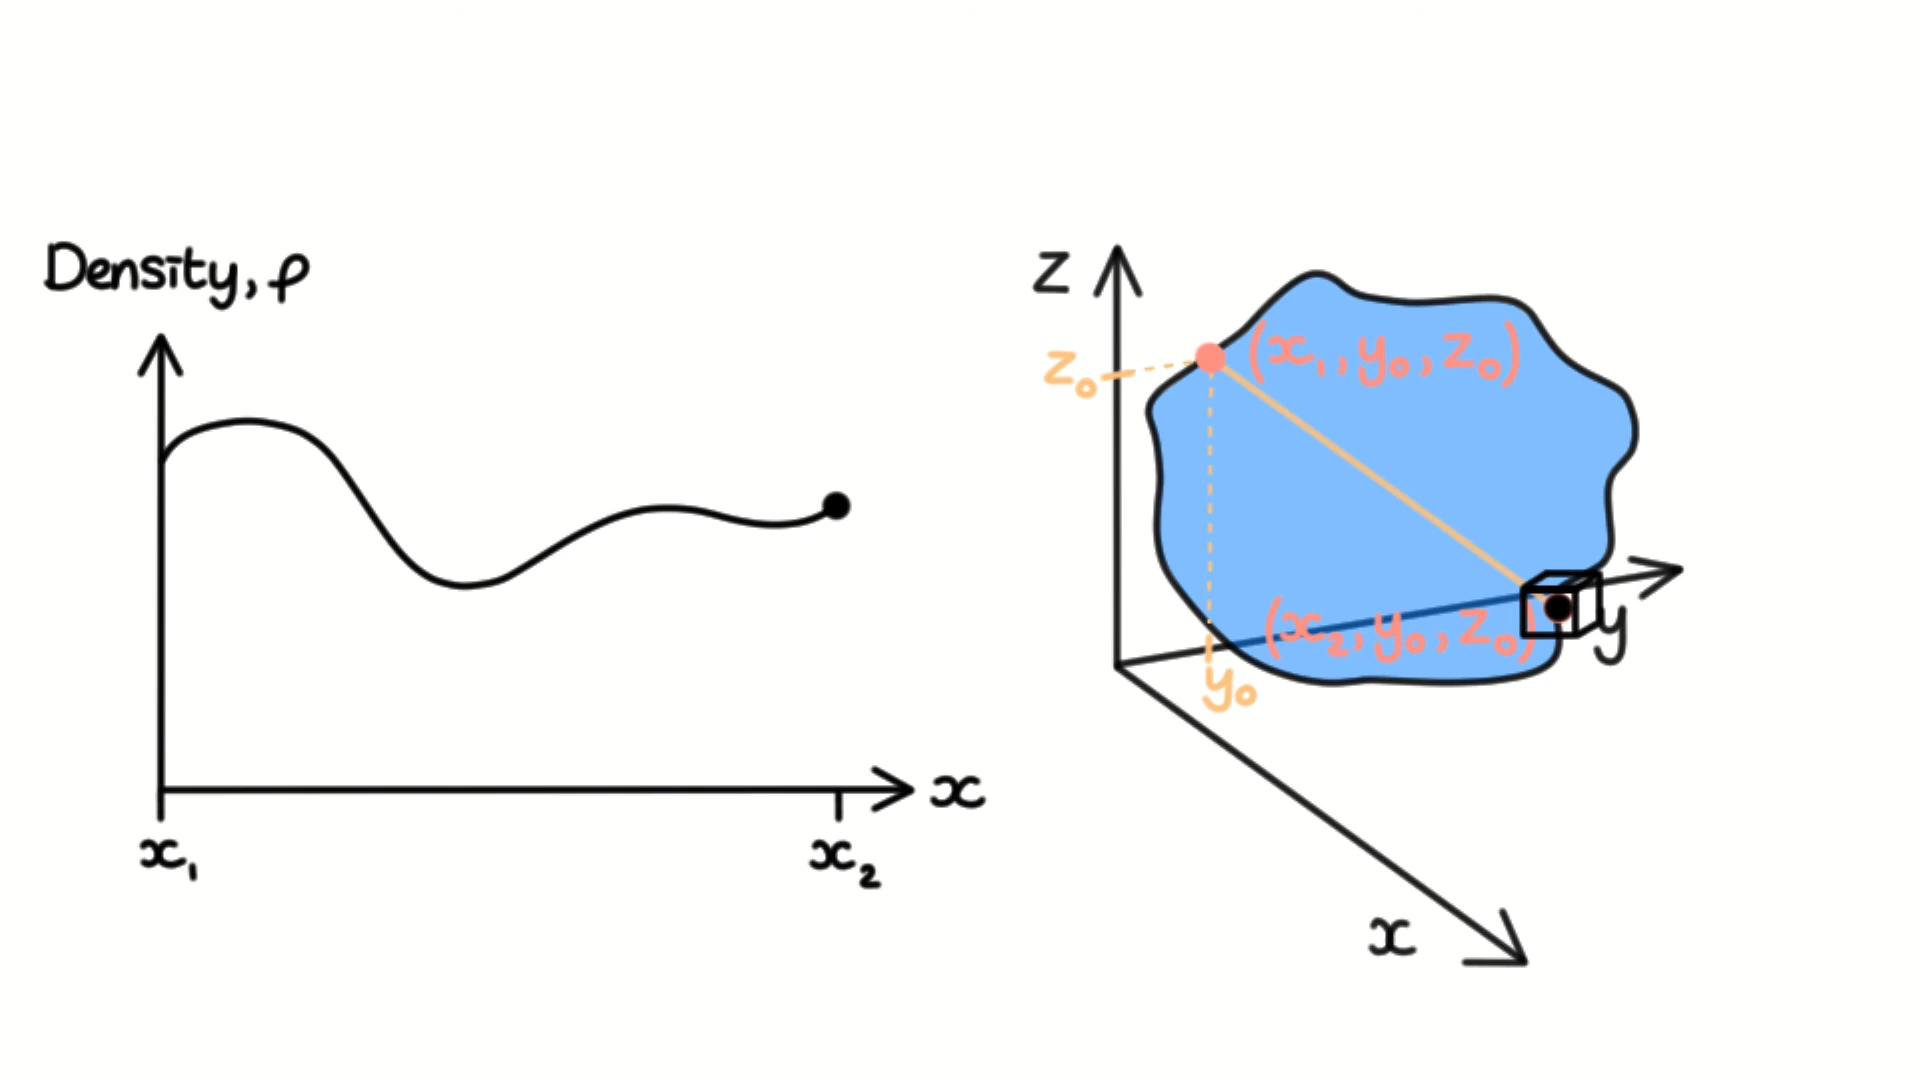 Density, ρ
x₁
x₂
x
z
z₀
(x₁, y₀, z₀)
(x₂, y₀, z₀)
y
y₀
x